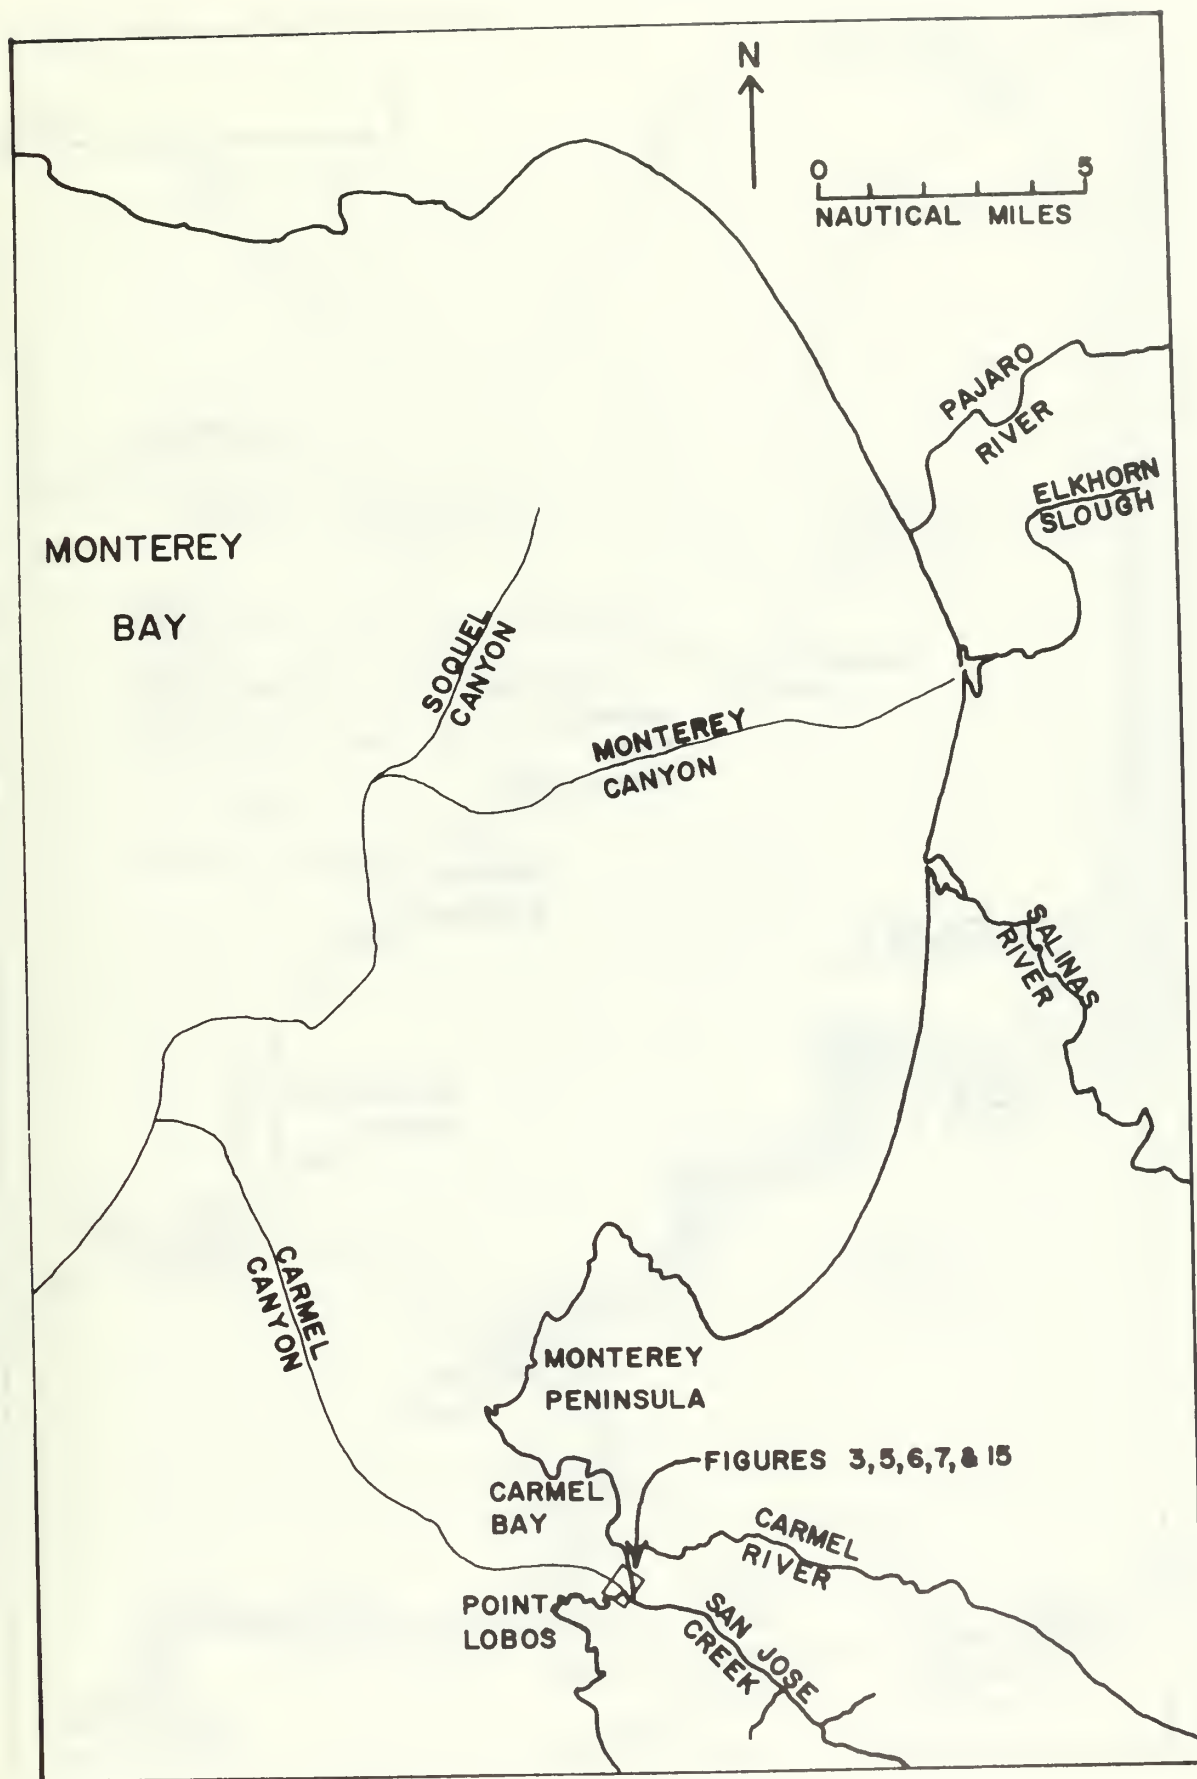 N
0 5
NAUTICAL MILES
PAJARO
RIVER
ELKHORN
SLOUGH
MONTEREY
BAY
SOQUEL
CANYON
MONTEREY
CANYON
SALINAS
RIVER
CARMEL
CANYON
MONTEREY
PENINSULA
FIGURES 3,5,6,7,& 15
CARMEL
BAY
CARMEL
RIVER
POINT
LOBOS
SAN JOSE
CREEK